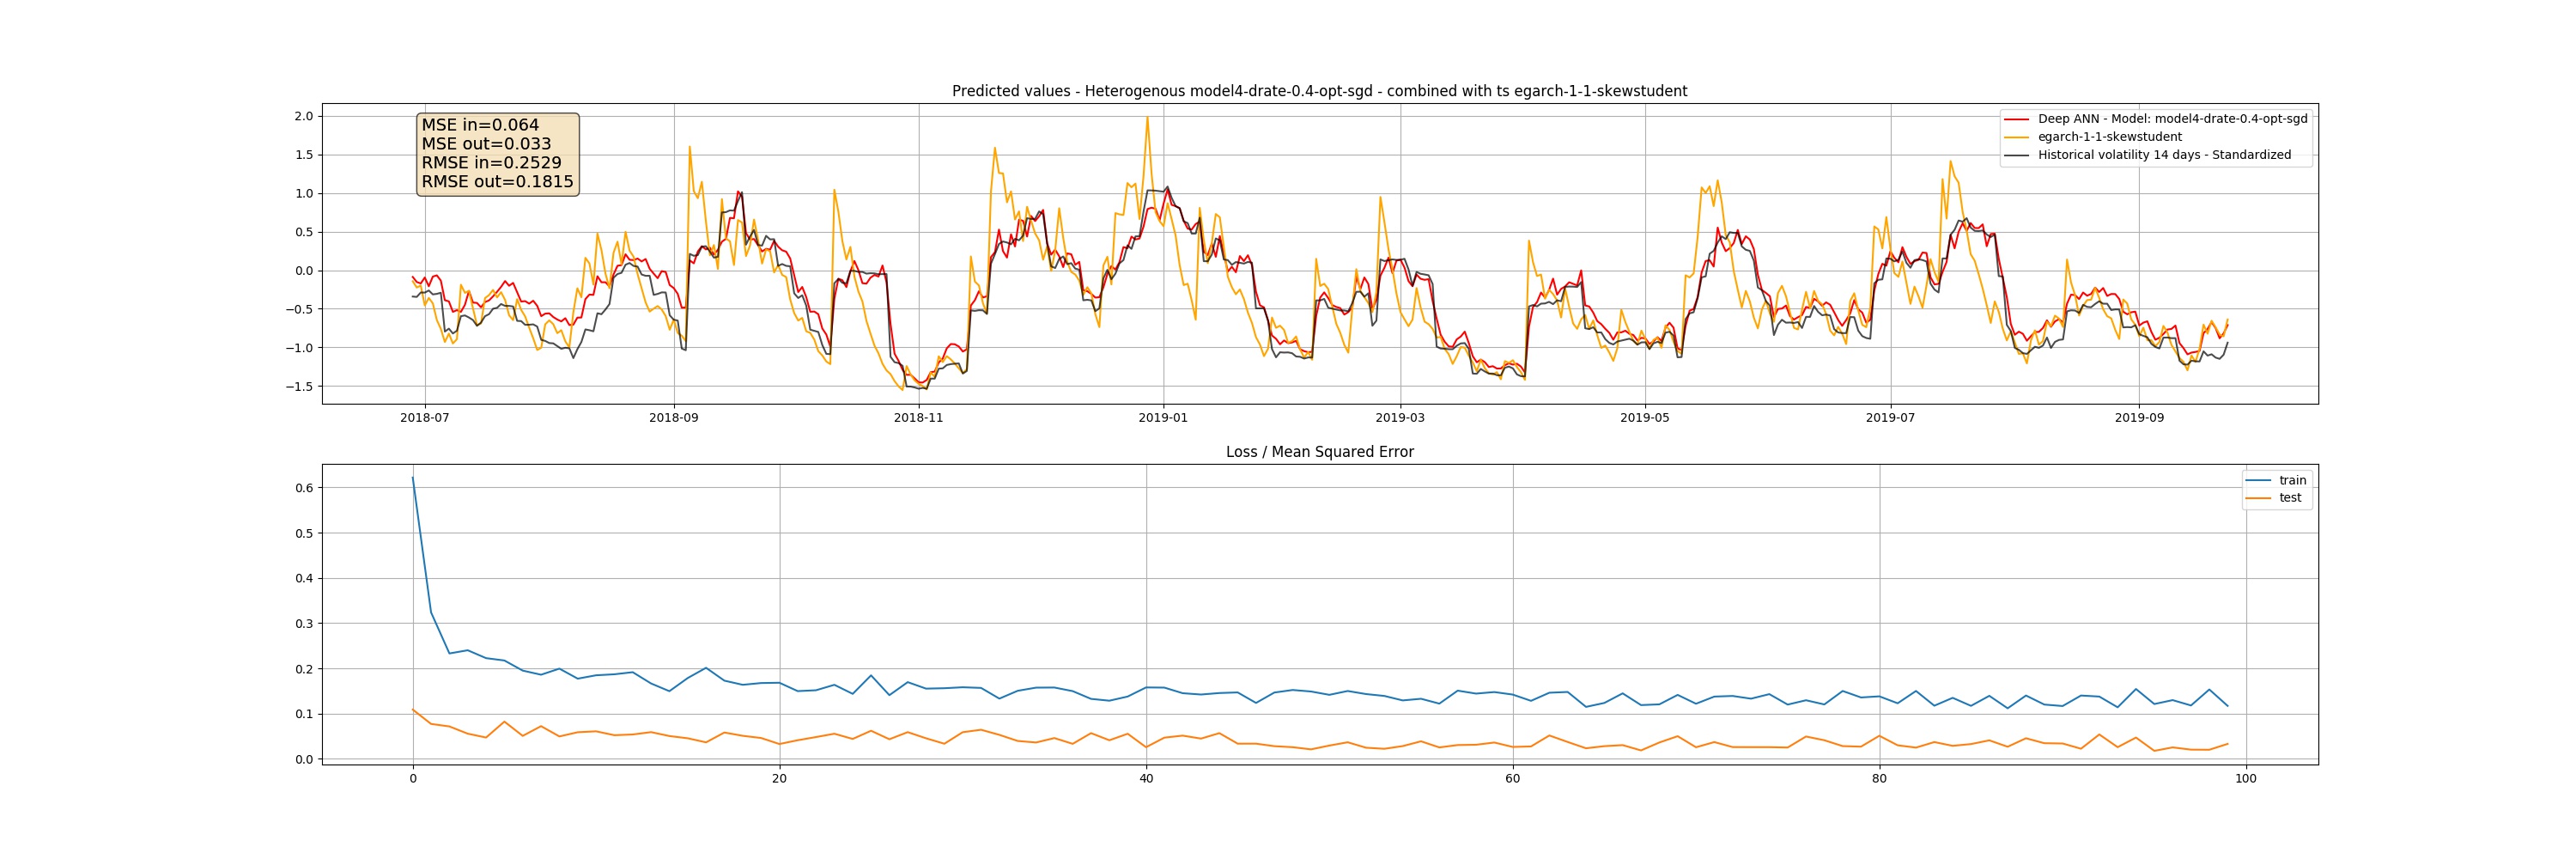 Predicted values - Heterogenous model4-drate-0.4-opt-sgd - combined with ts egarch-1-1-skewstudent
MSE in=0.064
MSE out=0.033
RMSE in=0.2529
RMSE out=0.1815
Deep ANN - Model: model4-drate-0.4-opt-sgd
egarch-1-1-skewstudent
Historical volatility 14 days - Standardized
2.0
1.5
1.0
0.5
0.0
−0.5
−1.0
−1.5
2018-07 2018-09 2018-11 2019-01 2019-03 2019-05 2019-07 2019-09
Loss / Mean Squared Error
train
test
0.6
0.5
0.4
0.3
0.2
0.1
0.0
0 20 40 60 80 100